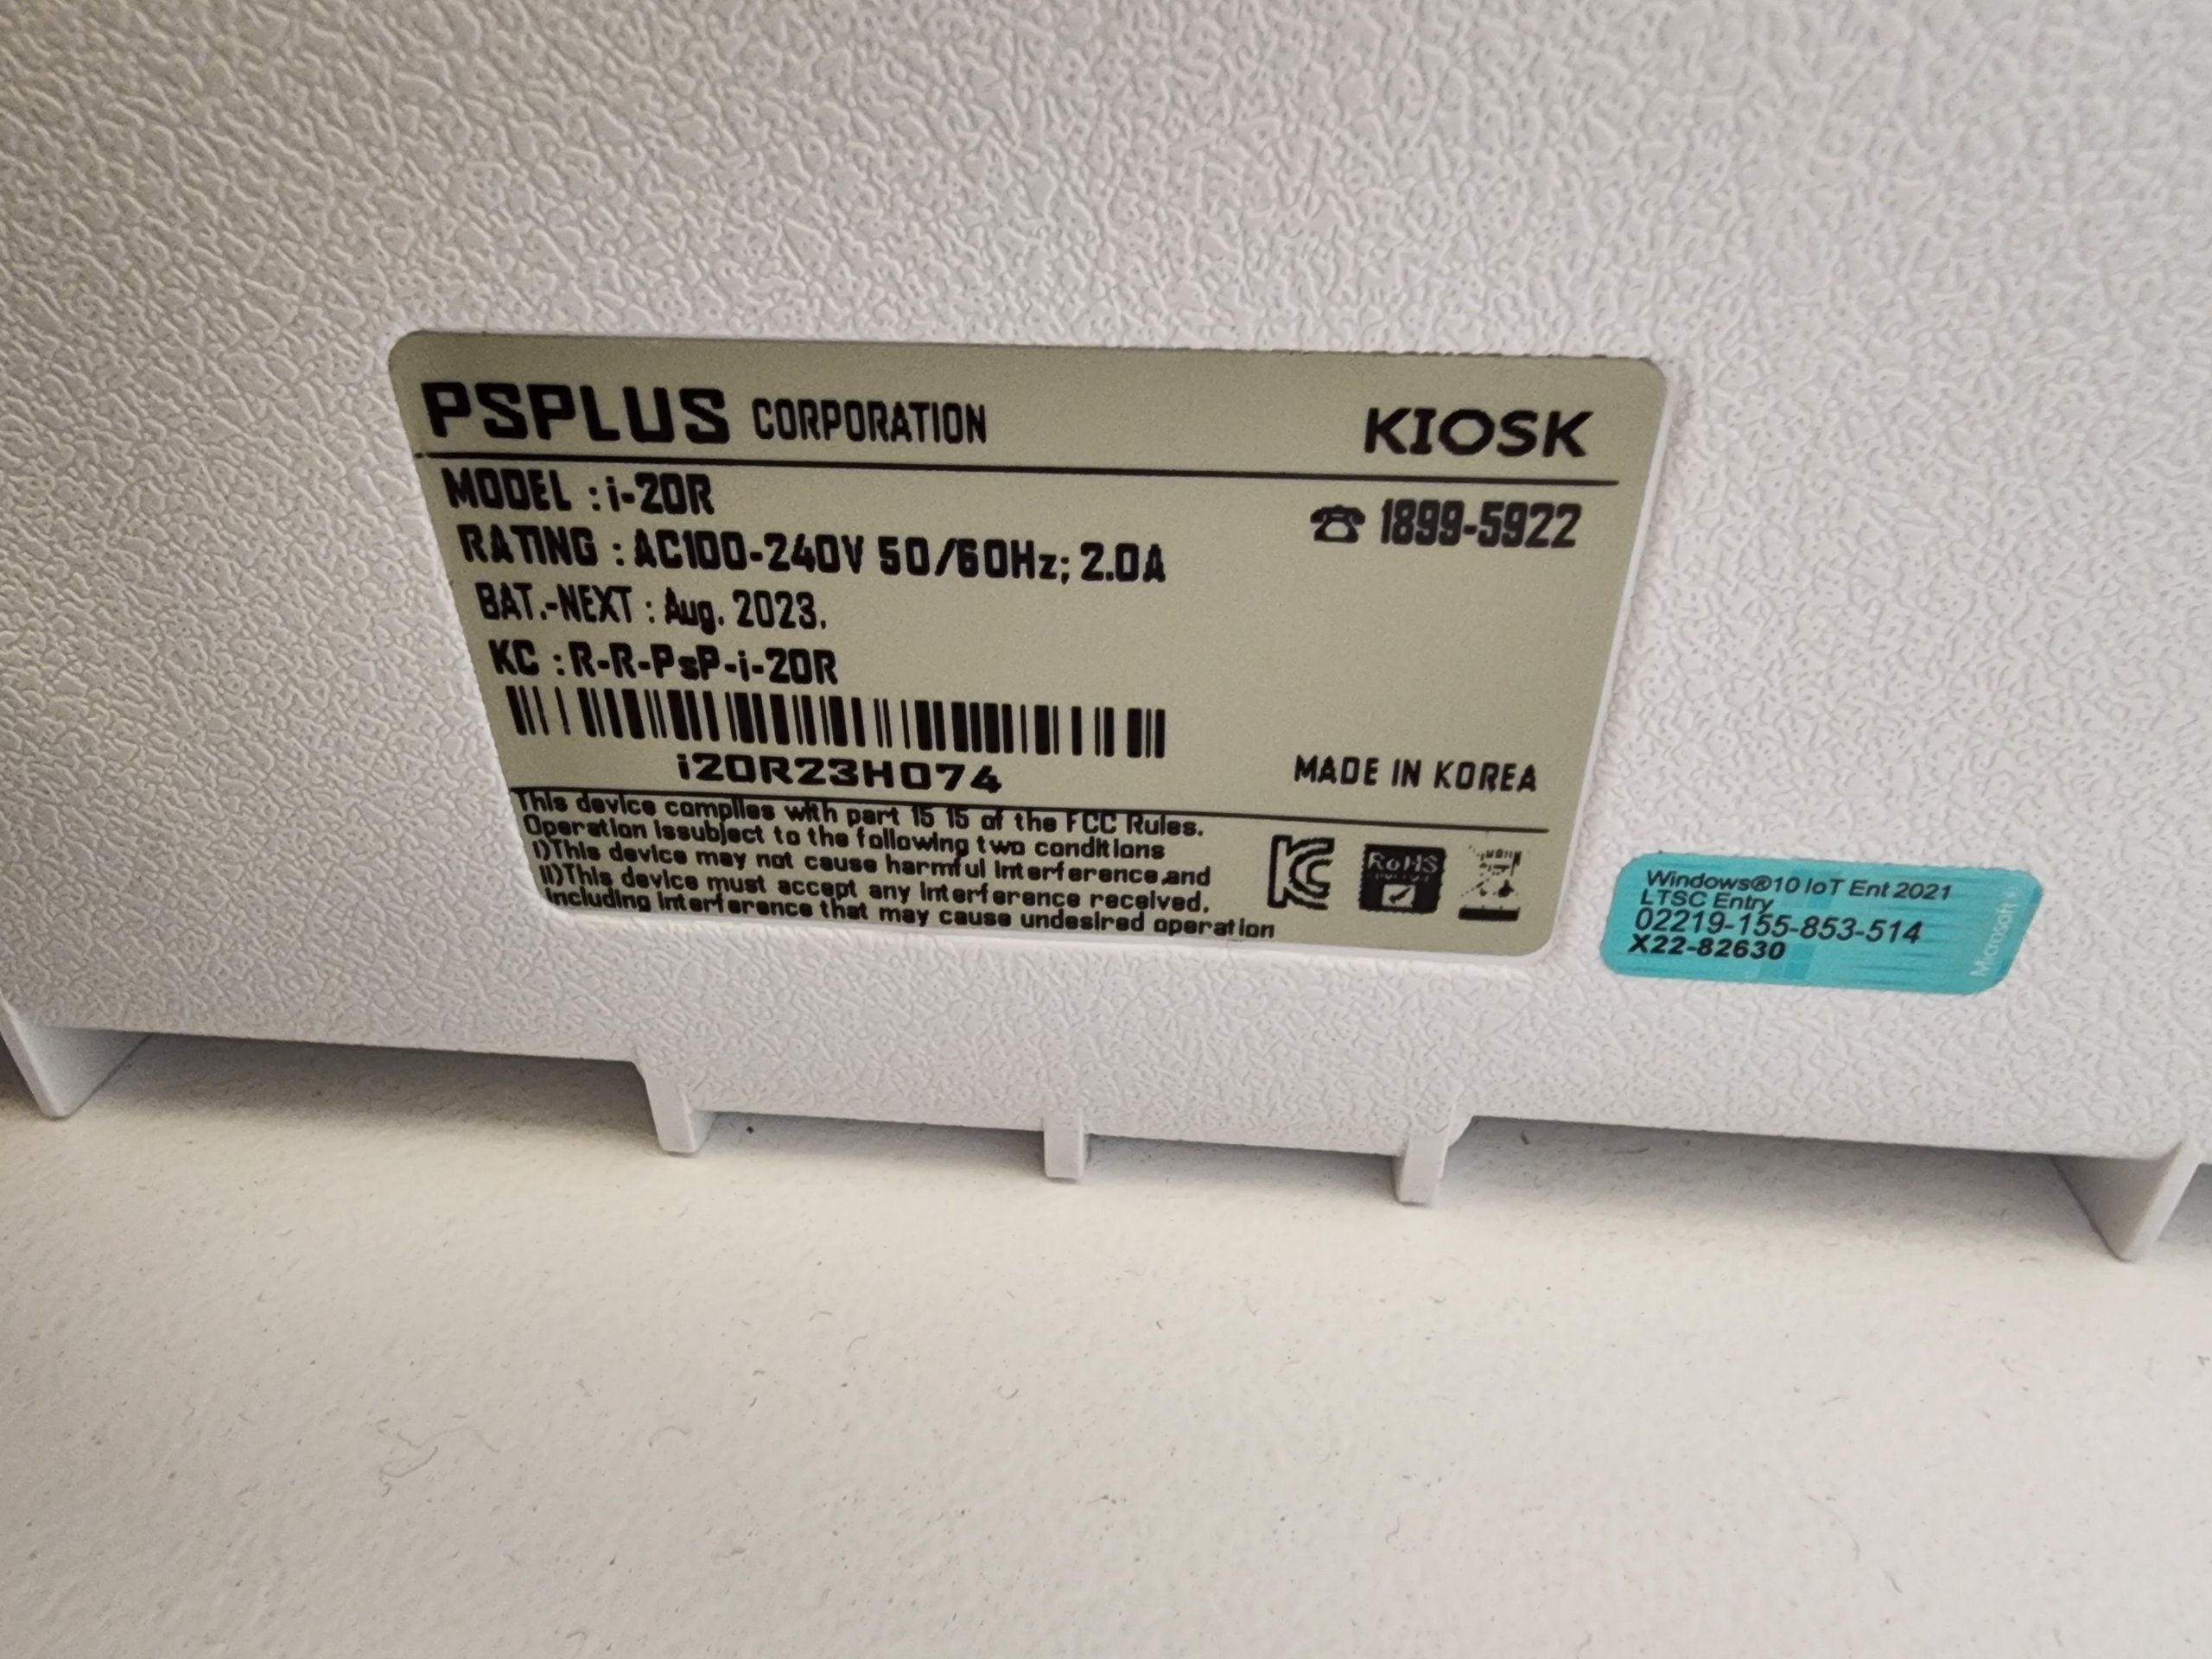 PSPLUS CORPORATION KIOSK
MODEL : i-20R
☎ 1899-5922
RATING : AC100-240V 50/60Hz; 2.0A
BAT.-NEXT : Aug. 2023.
KC : R-R-PsP-i-20R
i20R23H074
MADE IN KOREA
This device complies with part 15 15 of the FCC Rules.
Operation issubject to the following two conditions
I)This device may not cause harmful interference,and
II)This device must accept any interference received,
including interference that may cause undesired operation
KC
RoHS
Windows®10 IoT Ent 2021
LTSC Entry
02219-155-853-514
X22-82630
Microsoft